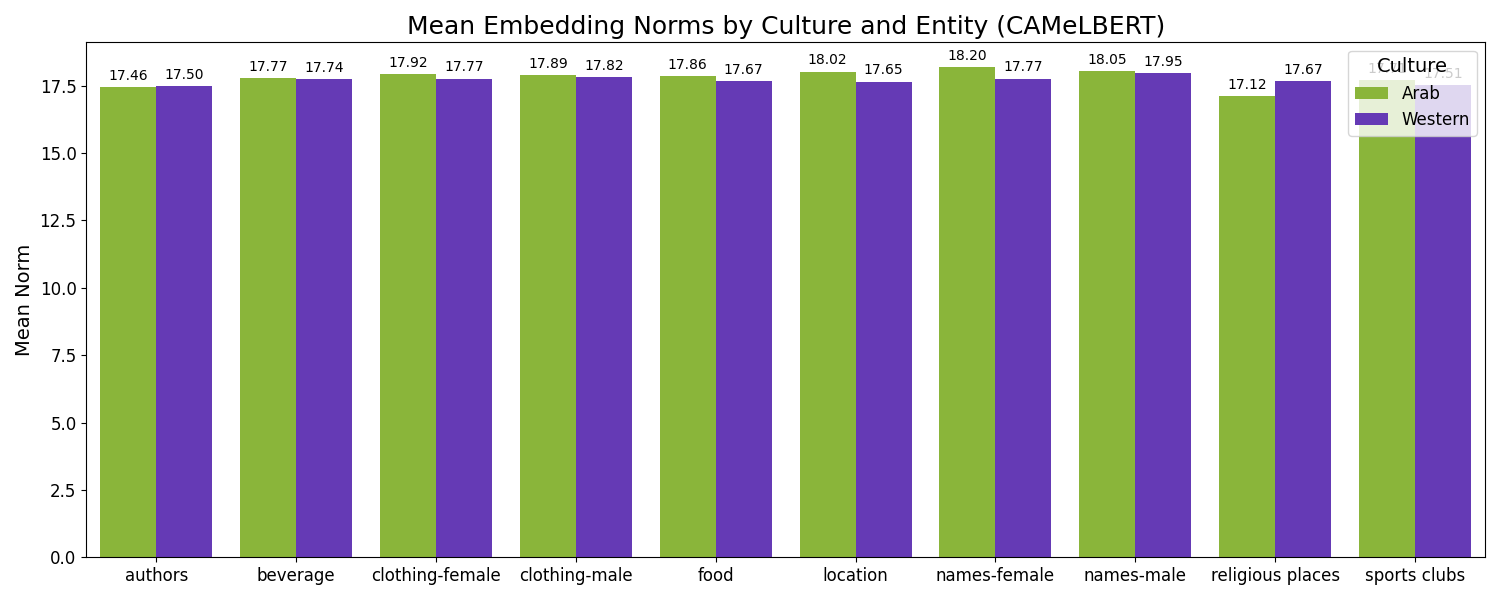 Mean Embedding Norms by Culture and Entity (CAMeLBERT)
Mean Norm
17.5
15.0
12.5
10.0
7.5
5.0
2.5
0.0
17.46 17.50 17.77 17.74 17.92 17.77 17.89 17.82 17.86 17.67 18.02 17.65 18.20 17.77 18.05 17.95 17.12 17.67 17.51
Culture
Arab
Western
authors beverage clothing-female clothing-male food location names-female names-male religious places sports clubs